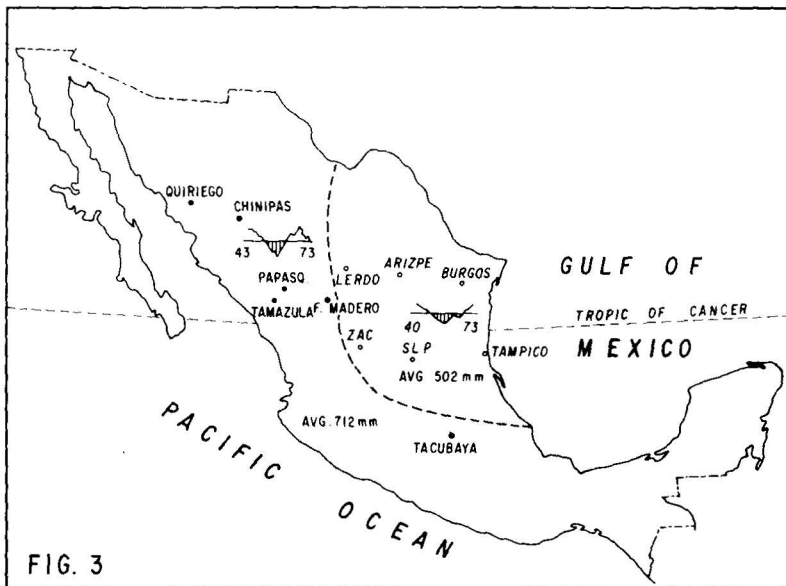 QUIRIEGO
CHINIPAS
43 73
PAPASQ.
TAMAZULA
F. MADERO
LERDO
ARIZPE
BURGOS
GULF OF
TROPIC OF CANCER
MEXICO
40 73
ZAC
SLP
TAMPICO
AVG 502 mm
AVG. 712 mm
TACUBAYA
PACIFIC
OCEAN
FIG. 3